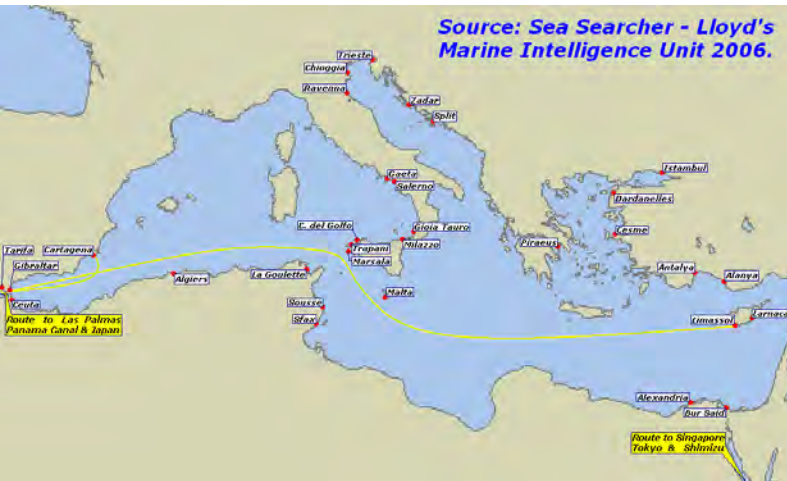 Source: Sea Searcher - Lloyd's
Marine Intelligence Unit 2006.
Trieste
Chioggia
Ravenna
Zadar
Split
Istambul
Gaeta
Salerno
Dardanelles
C. del Golfo
Gioia Tauro
Cesme
Tarifa
Cartagena
Trapani
Milazzo
Piraeus
Gibraltar
Marsala
La Goulette
Antalya
Algiers
Alanya
Malta
Ceuta
Sousse
Larnaca
Route to Las Palmas
Panama Canal & Japan
Sfax
Limassol
Alexandria
Bur Said
Route to Singapore
Tokyo & Shimizu